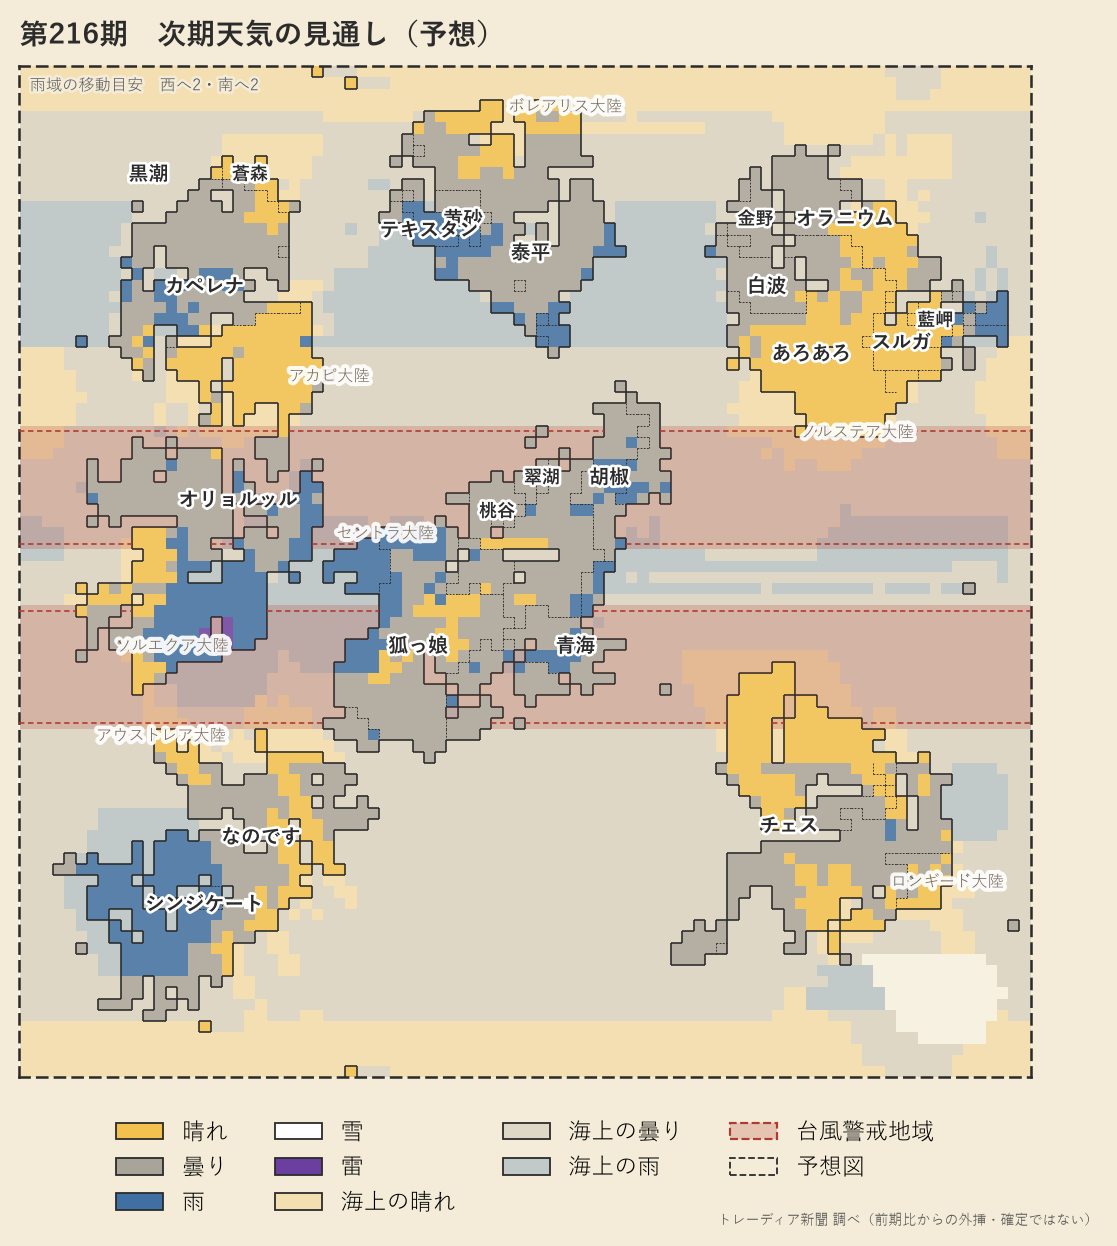 第216期　次期天気の見通し（予想）
雨域の移動目安　西へ2・南へ2
ボレアリス大陸
黒潮
蒼森
金野
オラニウム
黄砂
テキスタン
泰平
カペレナ
白波
藍岬
スルガ
あろあろ
アカピ大陸
ノルステア大陸
翠湖
胡椒
オリョルッル
桃谷
セントラ大陸
ソルエクア大陸
狐っ娘
青海
アウストレア大陸
なのです
チェス
ロンギード大陸
シンジケート
晴れ
雪
海上の曇り
台風警戒地域
曇り
雷
海上の雨
予想図
雨
海上の晴れ
トレーディア新聞 調べ（前期比からの外挿・確定ではない）